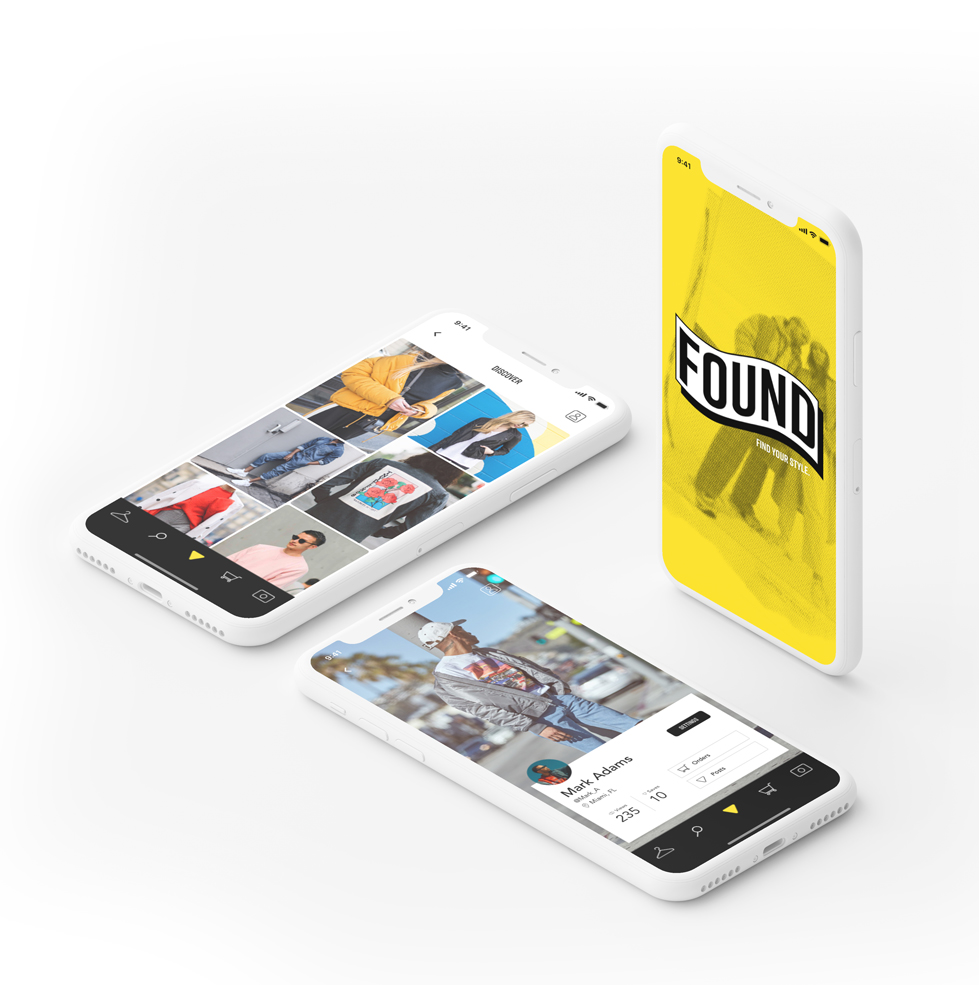 9:41
FOUND
FIND YOUR STYLE.
9:41
DISCOVER
9:41
SETTINGS
Mark Adams
@Mark_A
Miami, FL
Views
235
Saves
10
Orders
Posts